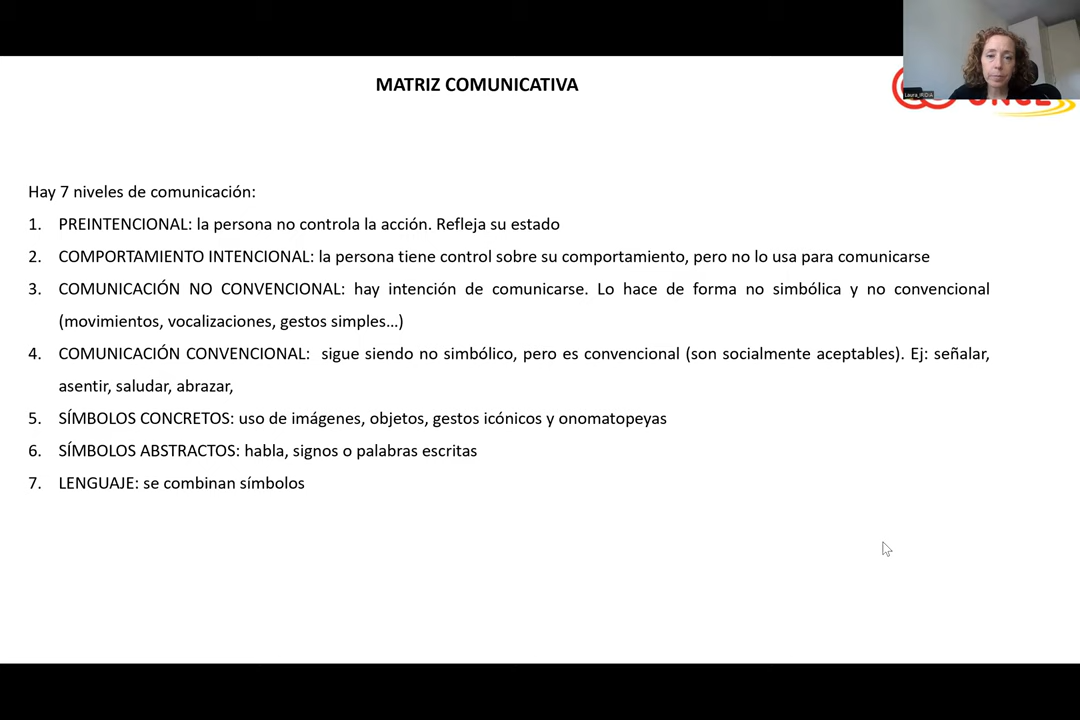 MATRIZ COMUNICATIVA
Hay 7 niveles de comunicación:
1. PREINTENCIONAL: la persona no controla la acción. Refleja su estado
2. COMPORTAMIENTO INTENCIONAL: la persona tiene control sobre su comportamiento, pero no lo usa para comunicarse
3. COMUNICACIÓN NO CONVENCIONAL: hay intención de comunicarse. Lo hace de forma no simbólica y no convencional
(movimientos, vocalizaciones, gestos simples…)
4. COMUNICACIÓN CONVENCIONAL: sigue siendo no simbólico, pero es convencional (son socialmente aceptables). Ej: señalar,
asentir, saludar, abrazar,
5. SÍMBOLOS CONCRETOS: uso de imágenes, objetos, gestos icónicos y onomatopeyas
6. SÍMBOLOS ABSTRACTOS: habla, signos o palabras escritas
7. LENGUAJE: se combinan símbolos